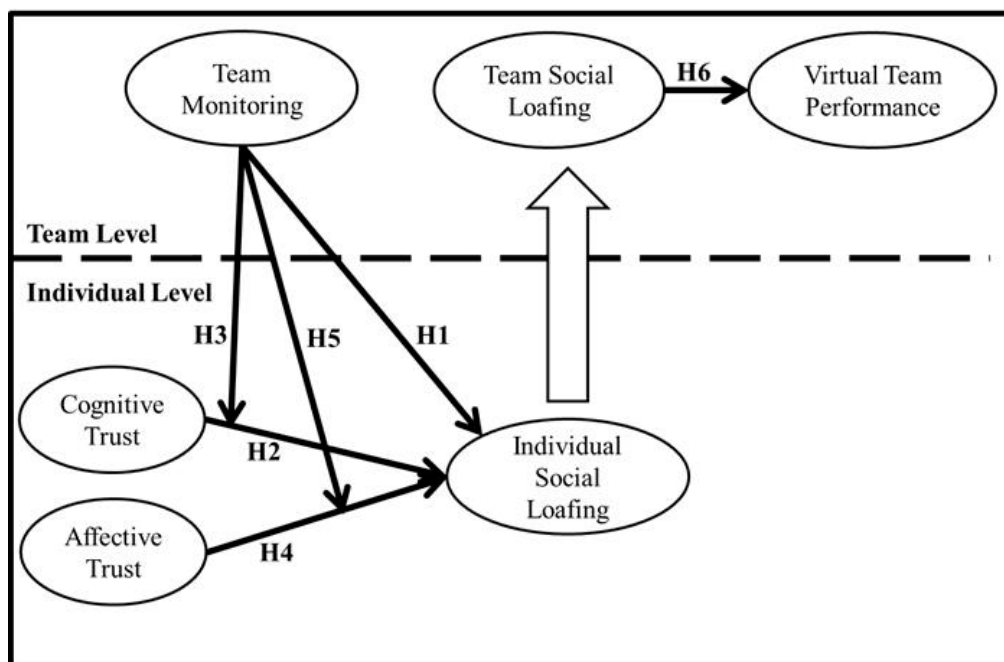 Team
Monitoring
Team Social
Loafing
H6
Virtual Team
Performance
Team Level
Individual Level
H3
H5
H1
Cognitive
Trust
H2
Individual
Social
Loafing
Affective
Trust
H4